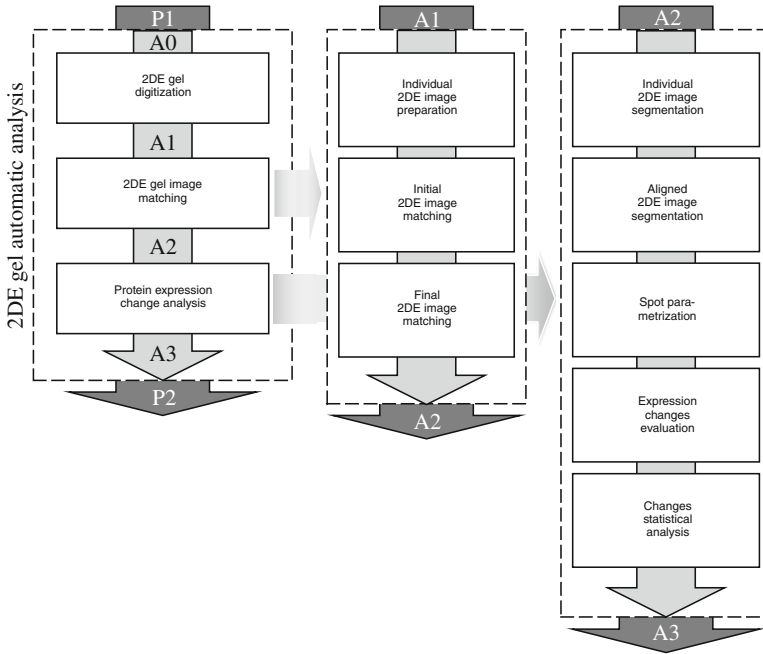 2DE gel automatic analysis
P1
A0
2DE gel
digitization
A1
2DE gel image
matching
A2
Protein expression
change analysis
A3
P2
A1
Individual
2DE image
preparation
Initial
2DE image
matching
Final
2DE image
matching
A2
A2
Individual
2DE image
segmentation
Aligned
2DE image
segmentation
Spot para-
metrization
Expression
changes
evaluation
Changes
statistical
analysis
A3